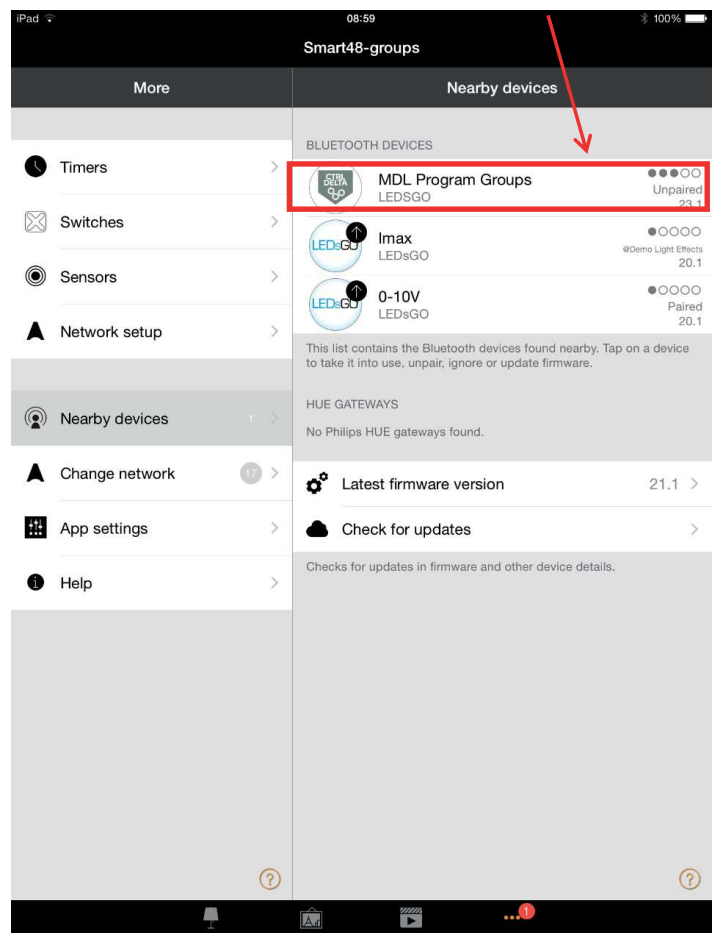 iPad 08:59 100%
Smart48-groups
More
Timers
Switches
Sensors
Network setup
Nearby devices 1
Change network 17
App settings
Help
Nearby devices
BLUETOOTH DEVICES
CTRL
DELTA
MDL Program Groups
LEDSGO
Unpaired
23.1
LEDsGO
Imax
LEDsGO
@Demo Light Effects
20.1
LEDsGO
0-10V
LEDsGO
Paired
20.1
This list contains the Bluetooth devices found nearby. Tap on a device
to take it into use, unpair, ignore or update firmware.
HUE GATEWAYS
No Philips HUE gateways found.
Latest firmware version 21.1
Check for updates
Checks for updates in firmware and other device details.
? ?
1